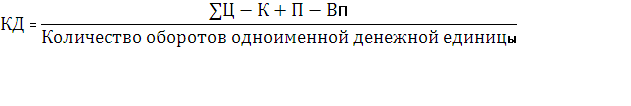 КД = ∑Ц − К + П − Вп
Количество оборотов одноименной денежной единицы